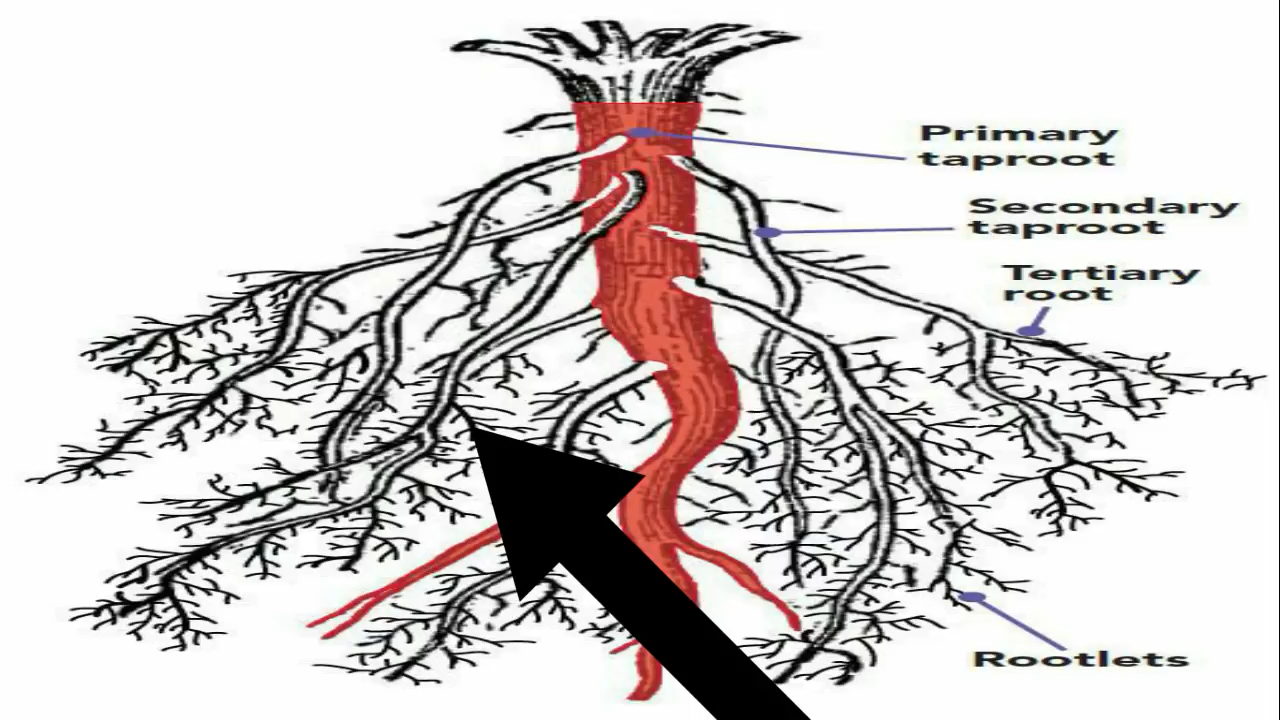 Primary
taproot
Secondary
taproot
Tertiary
root
Rootlets